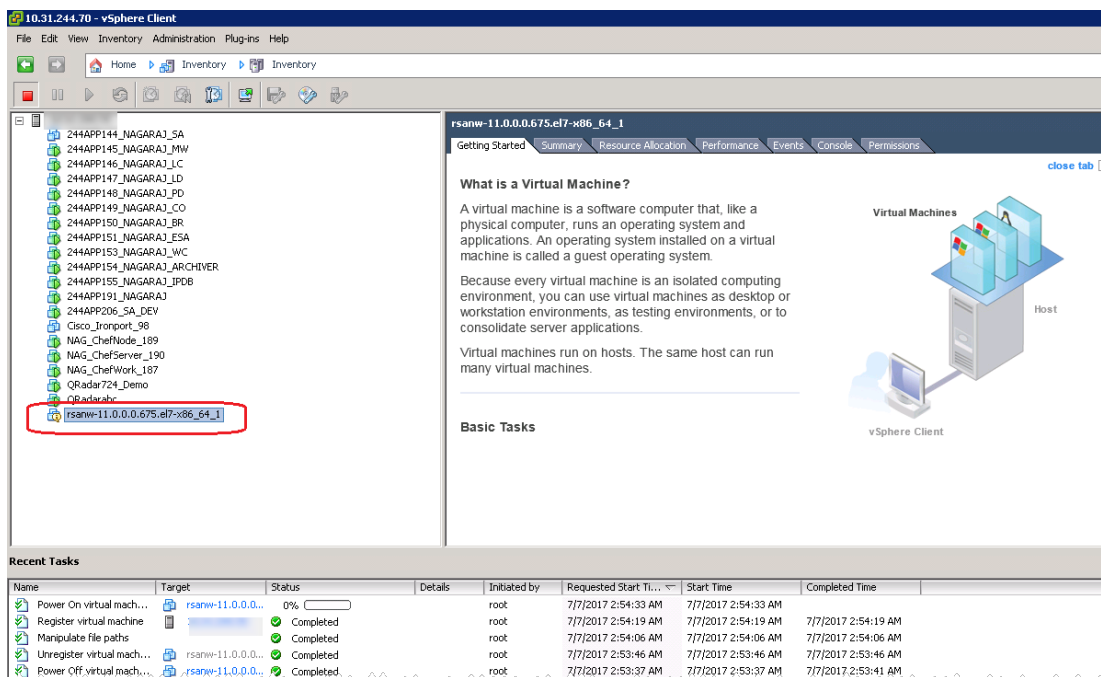 10.31.244.70 - vSphere Client
File Edit View Inventory Administration Plug-ins Help
Home Inventory Inventory
244APP144_NAGARAJ_SA
244APP145_NAGARAJ_MW
244APP146_NAGARAJ_LC
244APP147_NAGARAJ_LD
244APP148_NAGARAJ_PD
244APP149_NAGARAJ_CO
244APP150_NAGARAJ_BR
244APP151_NAGARAJ_ESA
244APP153_NAGARAJ_WC
244APP154_NAGARAJ_ARCHIVER
244APP155_NAGARAJ_IPDB
244APP191_NAGARAJ
244APP206_SA_DEV
Cisco_Ironport_98
NAG_ChefNode_189
NAG_ChefServer_190
NAG_ChefWork_187
QRadar724_Demo
QRadarabc
rsanw-11.0.0.0.675.el7-x86_64_1
rsanw-11.0.0.0.675.el7-x86_64_1
Getting Started Summary Resource Allocation Performance Events Console Permissions
close tab
What is a Virtual Machine?
A virtual machine is a software computer that, like a
physical computer, runs an operating system and
applications. An operating system installed on a virtual
machine is called a guest operating system.
Because every virtual machine is an isolated computing
environment, you can use virtual machines as desktop or
workstation environments, as testing environments, or to
consolidate server applications.
Virtual machines run on hosts. The same host can run
many virtual machines.
Basic Tasks
Virtual Machines
Host
vSphere Client
Recent Tasks
Name Target Status Details Initiated by Requested Start Ti... Start Time Completed Time
Power On virtual mach... rsanw-11.0.0.0... 0% root 7/7/2017 2:54:33 AM 7/7/2017 2:54:33 AM
Register virtual machine Completed root 7/7/2017 2:54:19 AM 7/7/2017 2:54:19 AM 7/7/2017 2:54:19 AM
Manipulate file paths Completed root 7/7/2017 2:54:06 AM 7/7/2017 2:54:06 AM 7/7/2017 2:54:06 AM
Unregister virtual mach... rsanw-11.0.0.0... Completed root 7/7/2017 2:53:46 AM 7/7/2017 2:53:46 AM 7/7/2017 2:53:46 AM
Power Off virtual mach... rsanw-11.0.0.0... Completed root 7/7/2017 2:53:37 AM 7/7/2017 2:53:37 AM 7/7/2017 2:53:41 AM